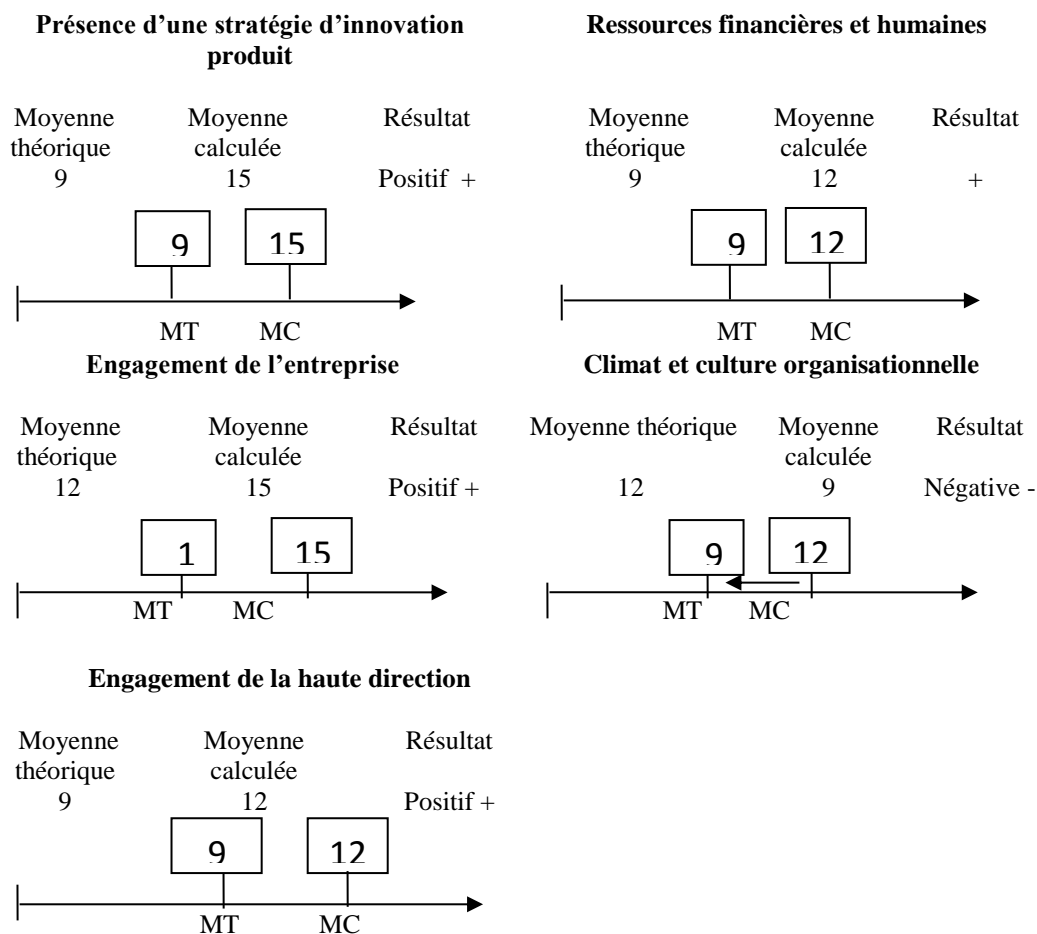 Présence d'une stratégie d'innovation
produit
Moyenne
théorique
Moyenne
calculée
Résultat
9
15
Positif +
9
15
MT
MC
Ressources financières et humaines
Moyenne
théorique
Moyenne
calculée
Résultat
9
12
+
9
12
MT
MC
Engagement de l'entreprise
Moyenne
théorique
Moyenne
calculée
Résultat
12
15
Positif +
1
15
MT
MC
Climat et culture organisationnelle
Moyenne théorique
Moyenne
calculée
Résultat
12
9
Négative -
9
12
MT
MC
Engagement de la haute direction
Moyenne
théorique
Moyenne
calculée
Résultat
9
12
Positif +
9
12
MT
MC